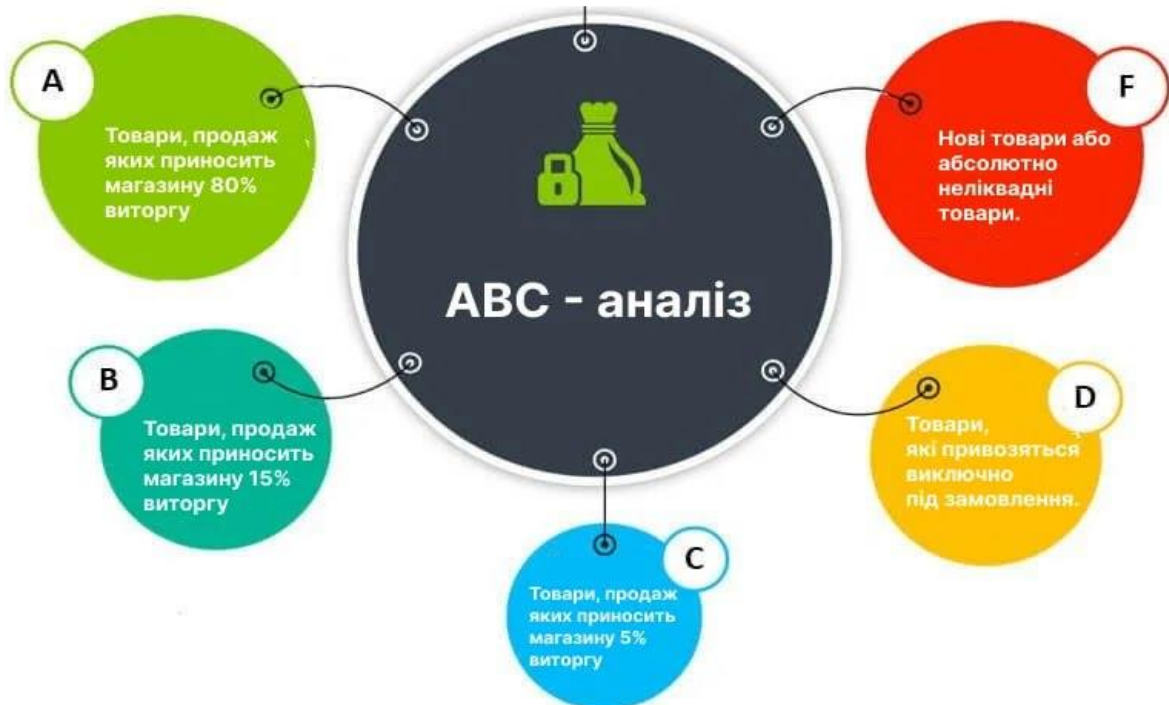 A
Товари, продаж
яких приносить
магазину 80%
виторгу
B
Товари, продаж
яких приносить
магазину 15%
виторгу
ABC - аналіз
C
Товари, продаж
яких приносить
магазину 5%
виторгу
F
Нові товари або
абсолютно
неліквадні
товари.
D
Товари,
які привозяться
виключно
під замовлення.